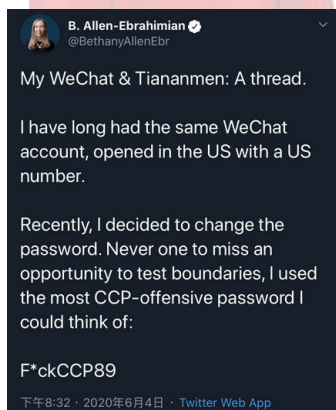 B. Allen-Ebrahimian
@BethanyAllenEbr
My WeChat & Tiananmen: A thread.
I have long had the same WeChat
account, opened in the US with a US
number.
Recently, I decided to change the
password. Never one to miss an
opportunity to test boundaries, I used
the most CCP-offensive password I
could think of:
F*ckCCP89
下午8:32 · 2020年6月4日 · Twitter Web App